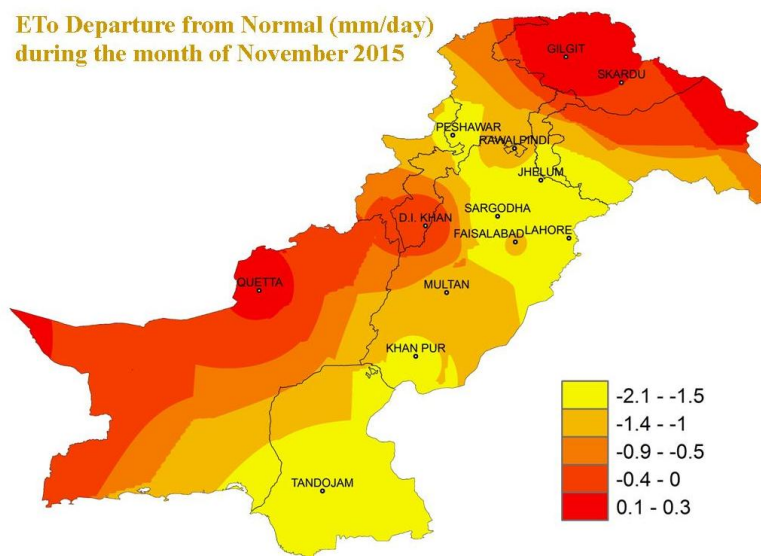 ETo Departure from Normal (mm/day)
during the month of November 2015
GILGIT
SKARDU
PESHAWAR
RAWALPINDI
JHELUM
SARGODHA
D.I. KHAN
FAISALABAD
LAHORE
QUETTA
MULTAN
KHAN PUR
TANDOJAM
-2.1 - -1.5
-1.4 - -1
-0.9 - -0.5
-0.4 - 0
0.1 - 0.3